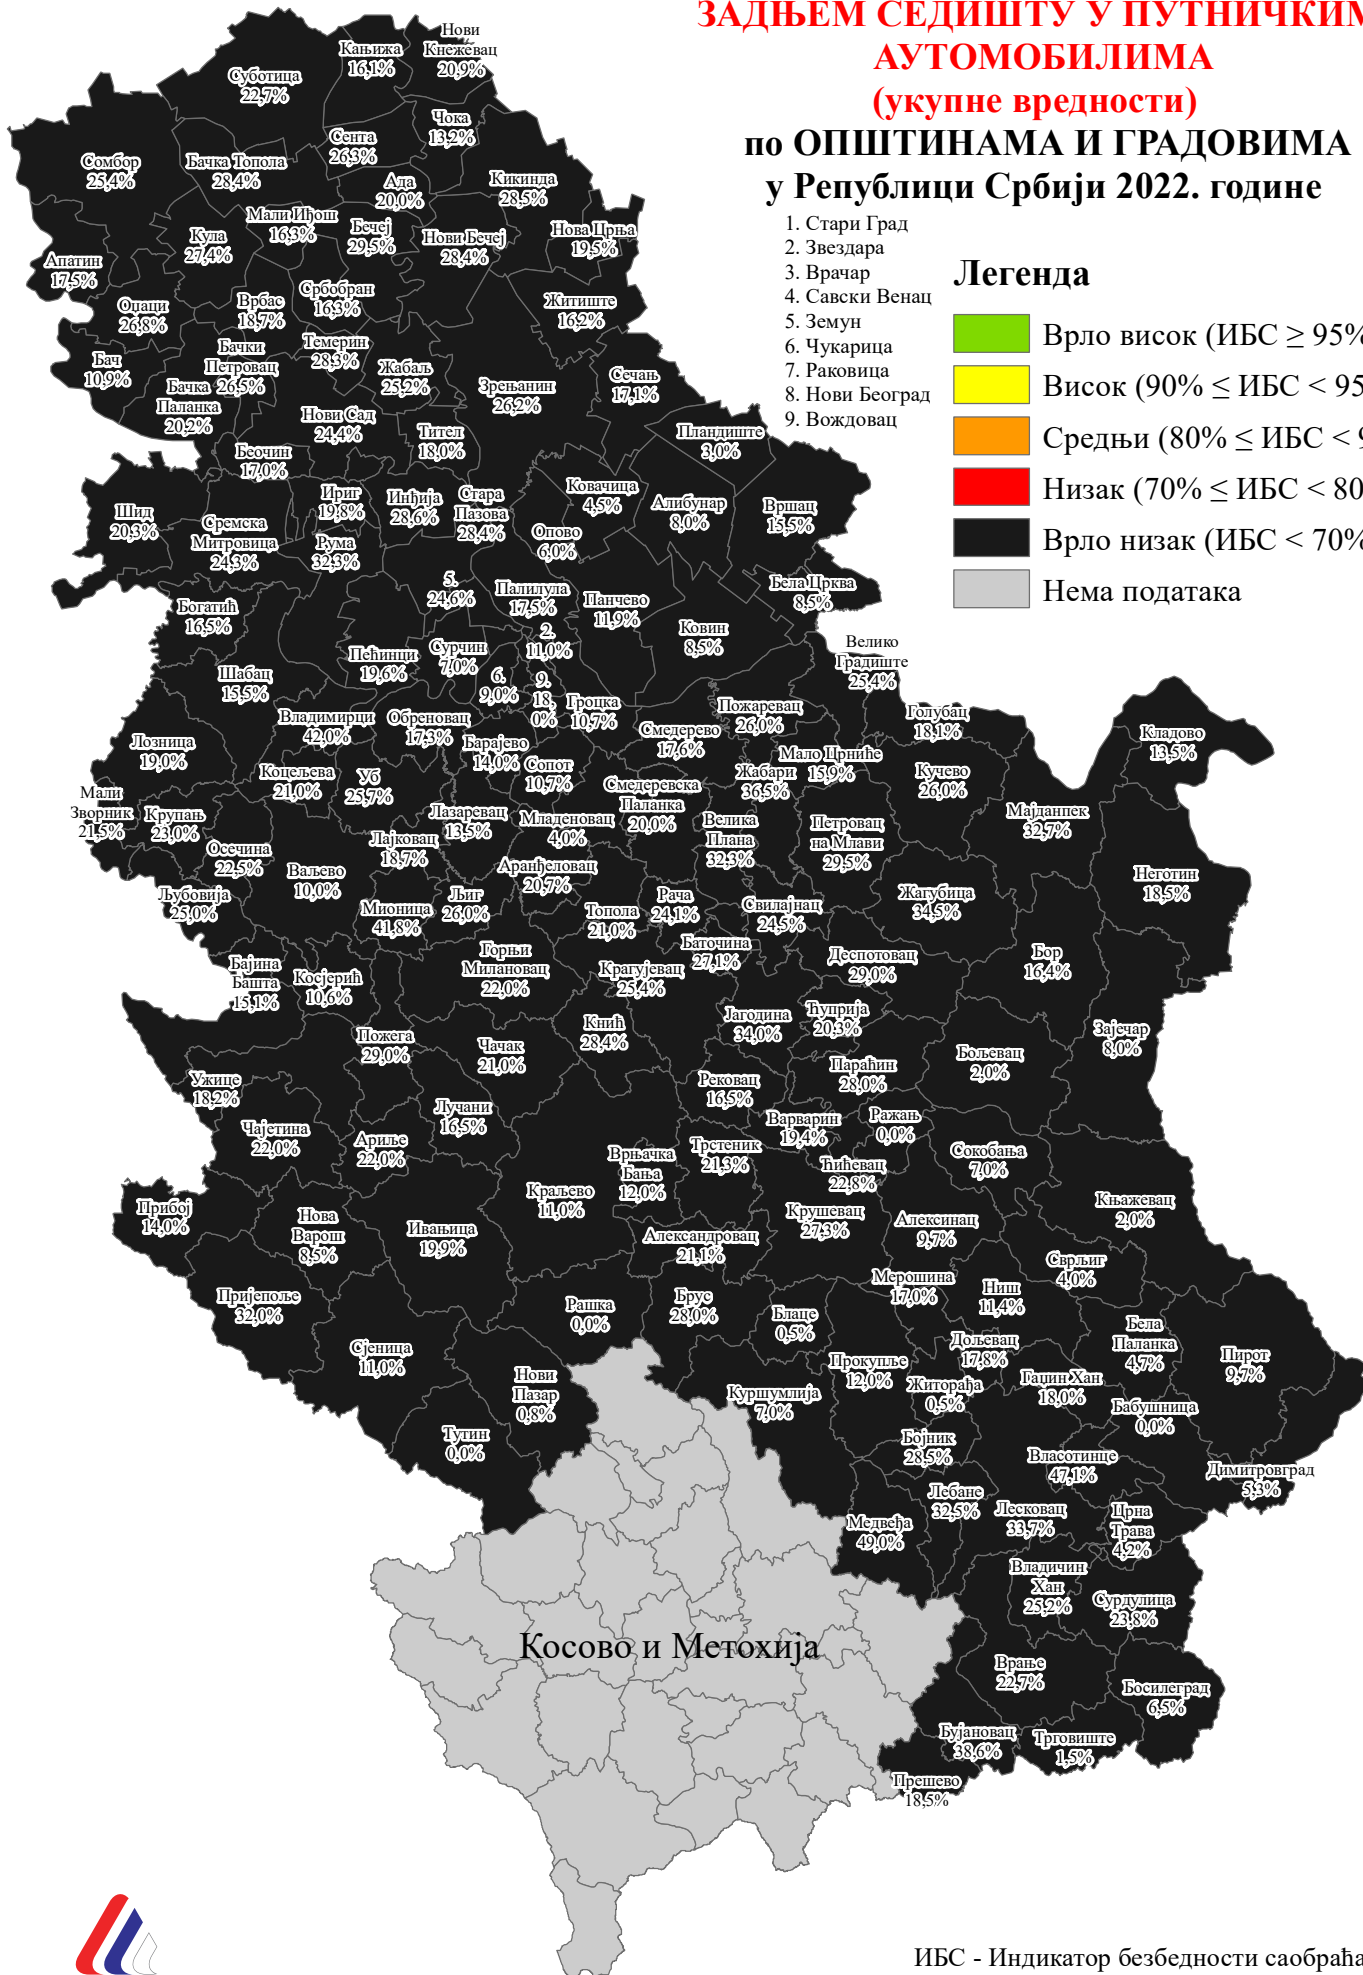 ЗАДЊЕМ СЕДИШТУ У ПУТНИЧКИМ
АУТОМОБИЛИМА
(укупне вредности)
по ОПШТИНАМА И ГРАДОВИМА
у Републици Србији 2022. године
1. Стари Град
2. Звездара
3. Врачар
4. Савски Венац
5. Земун
6. Чукарица
7. Раковица
8. Нови Београд
9. Вождовац
Легенда
Врло висок (ИБС ≥ 95%
Висок (90% ≤ ИБС < 95
Средњи (80% ≤ ИБС < 9
Низак (70% ≤ ИБС < 80
Врло низак (ИБС < 70%
Нема података
Нови
Кнежевац
20,9%
Кањижа
16,1%
Суботица
22,7%
Чока
13,2%
Сента
26,3%
Сомбор
25,4%
Бачка Топола
28,4%
Ада
20,0%
Кикинда
28,5%
Мали Иђош
16,3%
Бечеј
29,5%
Нови Бечеј
28,4%
Нова Црња
19,5%
Кула
27,4%
Апатин
17,5%
Оџаци
26,8%
Врбас
18,7%
Србобран
16,3%
Житиште
16,2%
Бач
10,9%
Бачки
Петровац
26,5%
Темерин
28,3%
Жабаљ
25,2%
Зрењанин
26,2%
Сечањ
17,1%
Бачка
Паланка
20,2%
Нови Сад
24,4%
Тител
18,0%
Пландиште
3,0%
Беочин
17,0%
Шид
20,3%
Сремска
Митровица
24,3%
Ириг
19,8%
Рума
32,3%
Инђија
28,6%
Стара
Пазова
28,4%
Ковачица
4,5%
Опово
6,0%
Алибунар
8,0%
Вршац
15,5%
Бела Црква
8,5%
5.
24,6%
Палилула
17,5%
Панчево
11,9%
Ковин
8,5%
Богатић
16,5%
Шабац
15,5%
Пећинци
19,6%
Сурчин
7,0%
2.
11,0%
6.
9,0%
9.
18,
0%
Гроцка
10,7%
Велико
Градиште
25,4%
Голубац
18,1%
Кладово
13,5%
Пожаревац
26,0%
Смедерево
17,6%
Владимирци
42,0%
Обреновац
17,3%
Барајево
14,0%
Сопот
10,7%
Лозница
19,0%
Мало Црниће
15,9%
Жабари
36,5%
Кучево
26,0%
Коцељева
21,0%
Уб
25,7%
Смедеревска
Паланка
20,0%
Мали
Зворник
21,5%
Крупањ
23,0%
Лазаревац
13,5%
Младеновац
4,0%
Велика
Плана
32,3%
Петровац
на Млави
29,5%
Мајданпек
32,7%
Осечина
22,5%
Ваљево
10,0%
Лајковац
18,7%
Аранђеловац
20,7%
Неготин
18,5%
Љубовија
25,0%
Мионица
41,8%
Љиг
26,0%
Топола
21,0%
Рача
24,1%
Свилајнац
24,5%
Жагубица
34,5%
Баточина
27,1%
Деспотовац
29,0%
Бор
16,4%
Бајина
Башта
15,1%
Косјерић
10,6%
Горњи
Милановац
22,0%
Крагујевац
25,4%
Пожега
29,0%
Чачак
21,0%
Кнић
28,4%
Јагодина
34,0%
Ћуприја
20,3%
Зајечар
8,0%
Ужице
18,2%
Параћин
28,0%
Бољевац
2,0%
Рековац
16,5%
Чајетина
22,0%
Лучани
16,5%
Ариље
22,0%
Варварин
19,4%
Ражањ
0,0%
Врњачка
Бања
12,0%
Трстеник
21,3%
Ћићевац
22,8%
Сокобања
7,0%
Прибој
14,0%
Нова
Варош
8,5%
Ивањица
19,9%
Краљево
11,0%
Александровац
21,1%
Крушевац
27,3%
Алексинац
9,7%
Књажевац
2,0%
Сврљиг
4,0%
Пријепоље
32,0%
Рашка
0,0%
Брус
28,0%
Блаце
0,5%
Мерошина
17,0%
Ниш
11,4%
Бела
Паланка
4,7%
Пирот
9,7%
Сјеница
11,0%
Нови
Пазар
0,8%
Дољевац
17,8%
Прокупље
12,0%
Житорађа
0,5%
Гаџин Хан
18,0%
Бабушница
0,0%
Куршумлија
7,0%
Тутин
0,0%
Бојник
28,5%
Власотинце
47,1%
Димитровград
5,3%
Лебане
32,5%
Лесковац
33,7%
Црна
Трава
4,2%
Медвеђа
49,0%
Владичин
Хан
25,2%
Сурдулица
23,8%
Косово и Метохија
Врање
22,7%
Босилеград
6,5%
Бујановац
38,6%
Трговиште
1,5%
Прешево
18,5%
ИБС - Индикатор безбедности саобраћа